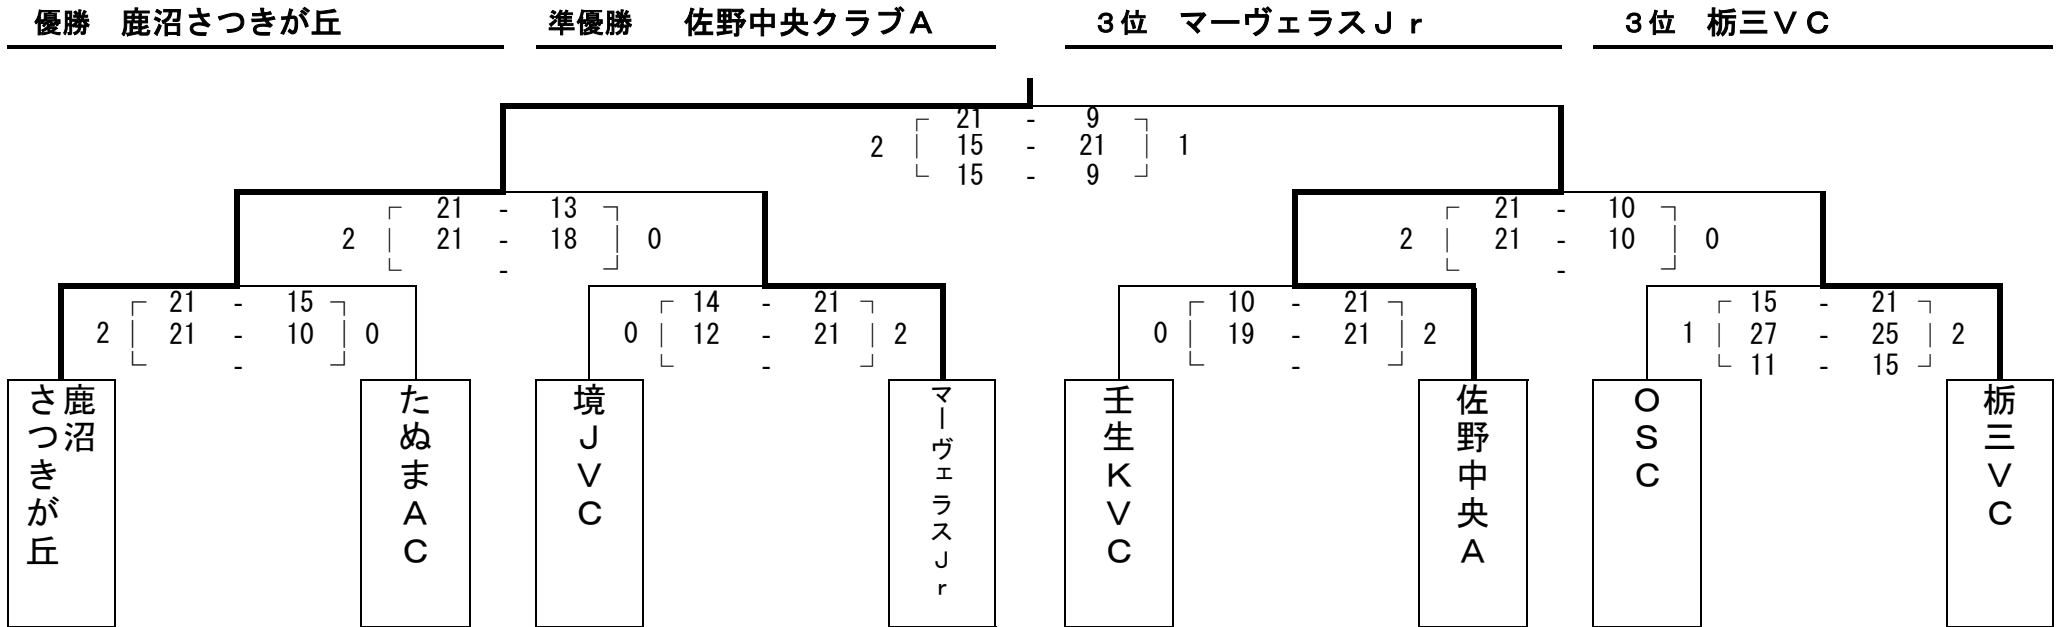 優勝 鹿沼さつきが丘 準優勝 佐野中央クラブA 3位 マーヴェラスJr 3位 栃三VC
21 - 9
2 15 - 21 1
15 - 9
21 - 13 21 - 10
2 21 - 18 0 2 21 - 10 0
- -
21 - 15 14 - 21 10 - 21 15 - 21
2 21 - 10 0 0 12 - 21 2 0 19 - 21 2 1 27 - 25 2
- - - 11 - 15
鹿沼
さつきが丘
たぬまAC
境JVC
マーヴェラスJr
壬生KVC
佐野中央A
OSC
栃三VC